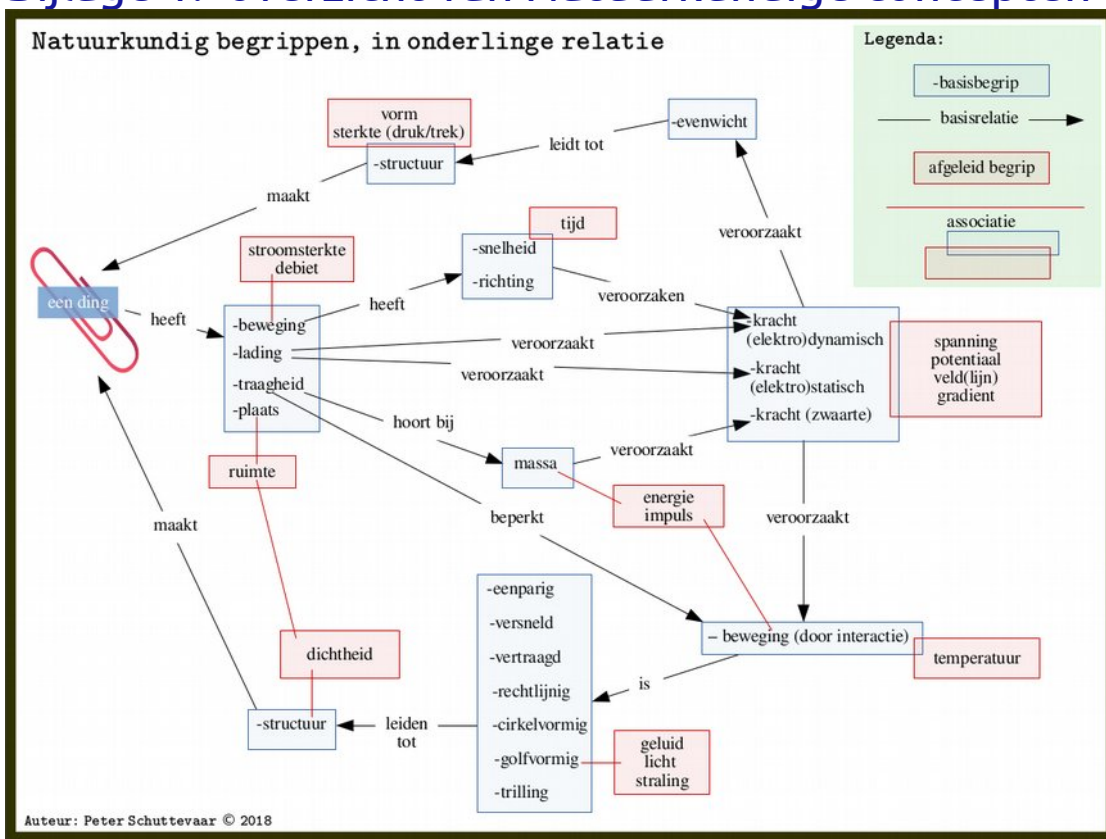 Natuurkundig begrippen, in onderlinge relatie
Legenda:
-basisbegrip
basisrelatie
afgeleid begrip
associatie
vorm
sterkte (druk/trek)
-structuur
leidt tot
-evenwicht
maakt
veroorzaakt
tijd
-snelheid
-richting
stroomsterkte
debiet
een ding
heeft
heeft
veroorzaken
-beweging
-lading
-traagheid
-plaats
veroorzaakt
veroorzaakt
-kracht
(elektro)dynamisch
-kracht
(elektro)statisch
-kracht (zwaarte)
spanning
potentiaal
veld(lijn)
gradient
hoort bij
massa
veroorzaakt
ruimte
energie
impuls
maakt
beperkt
veroorzaakt
-eenparig
-versneld
-vertraagd
-rechtlijnig
-cirkelvormig
-golfvormig
-trilling
– beweging (door interactie)
temperatuur
is
dichtheid
-structuur
leiden
tot
geluid
licht
straling
Auteur: Peter Schuttevaar © 2018